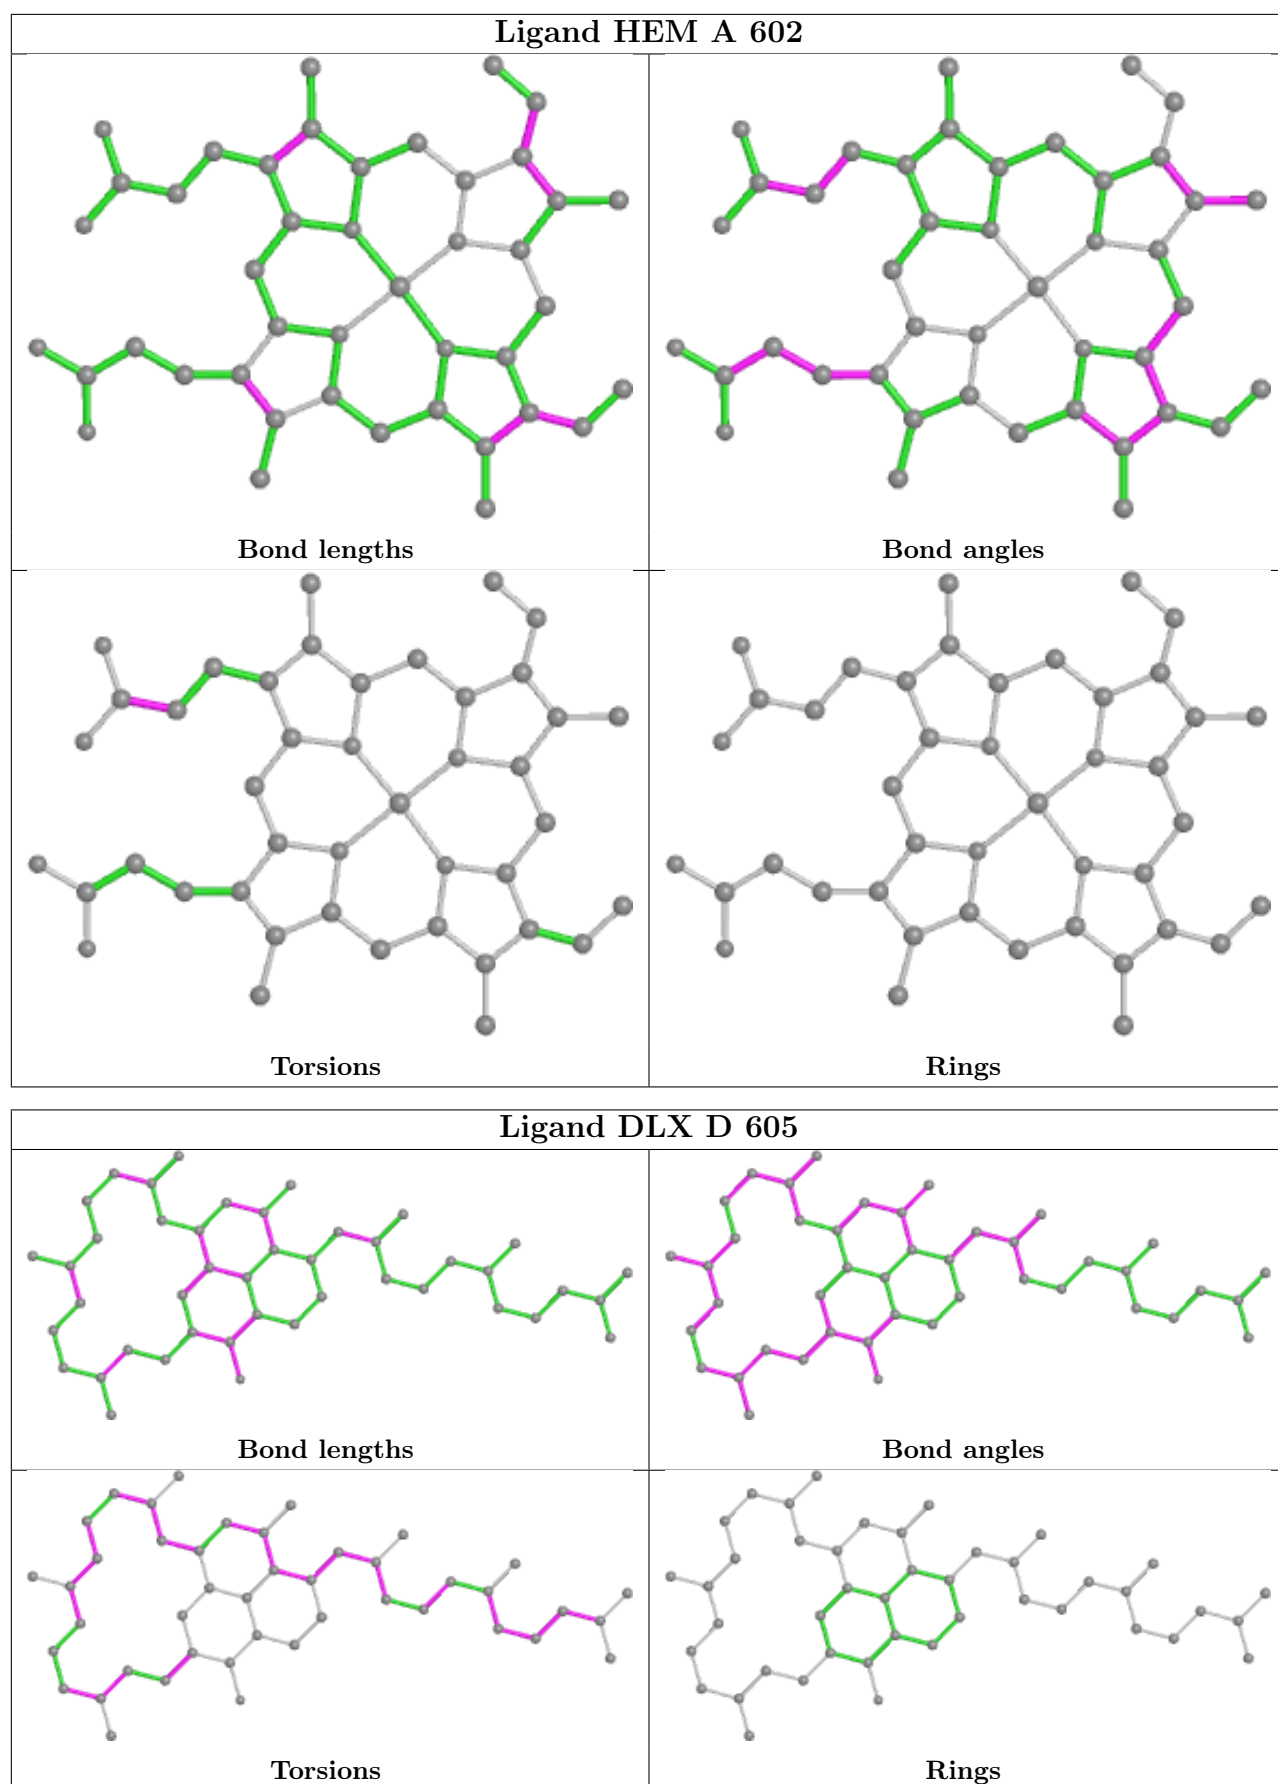 Ligand HEM A 602
Bond lengths
Bond angles
Torsions
Rings
Ligand DLX D 605
Bond lengths
Bond angles
Torsions
Rings